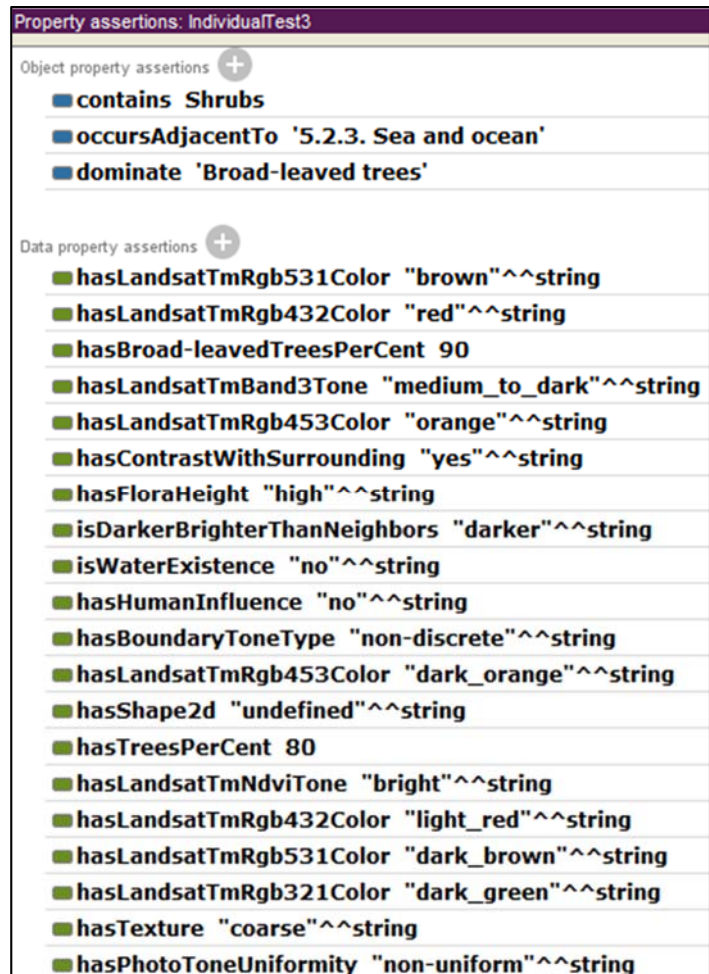 Property assertions: IndividualTest3
Object property assertions
contains Shrubs
occursAdjacentTo '5.2.3. Sea and ocean'
dominate 'Broad-leaved trees'
Data property assertions
hasLandsatTmRgb531Color "brown"^^string
hasLandsatTmRgb432Color "red"^^string
hasBroad-leavedTreesPerCent 90
hasLandsatTmBand3Tone "medium_to_dark"^^string
hasLandsatTmRgb453Color "orange"^^string
hasContrastWithSurrounding "yes"^^string
hasFloraHeight "high"^^string
isDarkerBrighterThanNeighbors "darker"^^string
isWaterExistence "no"^^string
hasHumanInfluence "no"^^string
hasBoundaryToneType "non-discrete"^^string
hasLandsatTmRgb453Color "dark_orange"^^string
hasShape2d "undefined"^^string
hasTreesPerCent 80
hasLandsatTmNdviTone "bright"^^string
hasLandsatTmRgb432Color "light_red"^^string
hasLandsatTmRgb531Color "dark_brown"^^string
hasLandsatTmRgb321Color "dark_green"^^string
hasTexture "coarse"^^string
hasPhotoToneUniformity "non-uniform"^^string